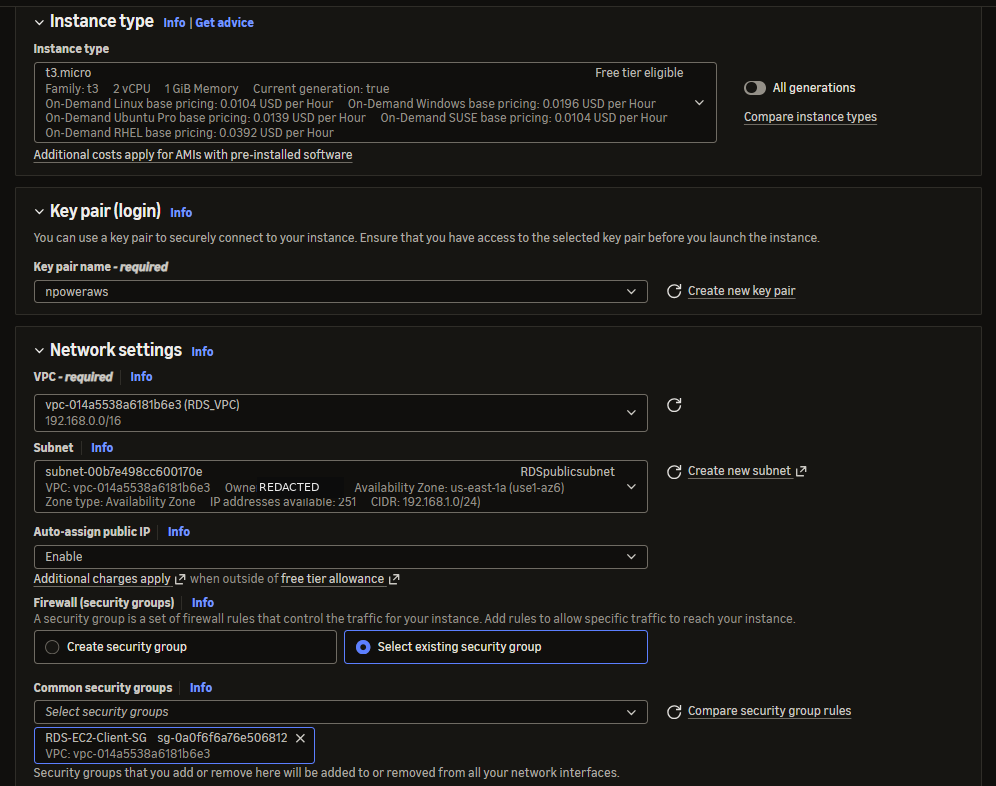 Instance type Info | Get advice
Instance type
t3.micro Free tier eligible
Family: t3 2 vCPU 1 GiB Memory Current generation: true
On-Demand Linux base pricing: 0.0104 USD per Hour On-Demand Windows base pricing: 0.0196 USD per Hour
On-Demand Ubuntu Pro base pricing: 0.0139 USD per Hour On-Demand SUSE base pricing: 0.0104 USD per Hour
On-Demand RHEL base pricing: 0.0392 USD per Hour
All generations
Compare instance types
Additional costs apply for AMIs with pre-installed software
Key pair (login) Info
You can use a key pair to securely connect to your instance. Ensure that you have access to the selected key pair before you launch the instance.
Key pair name - required
npoweraws
Create new key pair
Network settings Info
VPC - required Info
vpc-014a5538a6181b6e3 (RDS_VPC)
192.168.0.0/16
Subnet Info
subnet-00b7e498cc600170e RDSpublicsubnet
VPC: vpc-014a5538a6181b6e3 Owne REDACTED Availability Zone: us-east-1a (use1-az6)
Zone type: Availability Zone IP addresses available: 251 CIDR: 192.168.1.0/24)
Create new subnet
Auto-assign public IP Info
Enable
Additional charges apply when outside of free tier allowance
Firewall (security groups) Info
A security group is a set of firewall rules that control the traffic for your instance. Add rules to allow specific traffic to reach your instance.
Create security group Select existing security group
Common security groups Info
Select security groups
Compare security group rules
RDS-EC2-Client-SG sg-0a0f6f6a76e506812
VPC: vpc-014a5538a6181b6e3
Security groups that you add or remove here will be added to or removed from all your network interfaces.